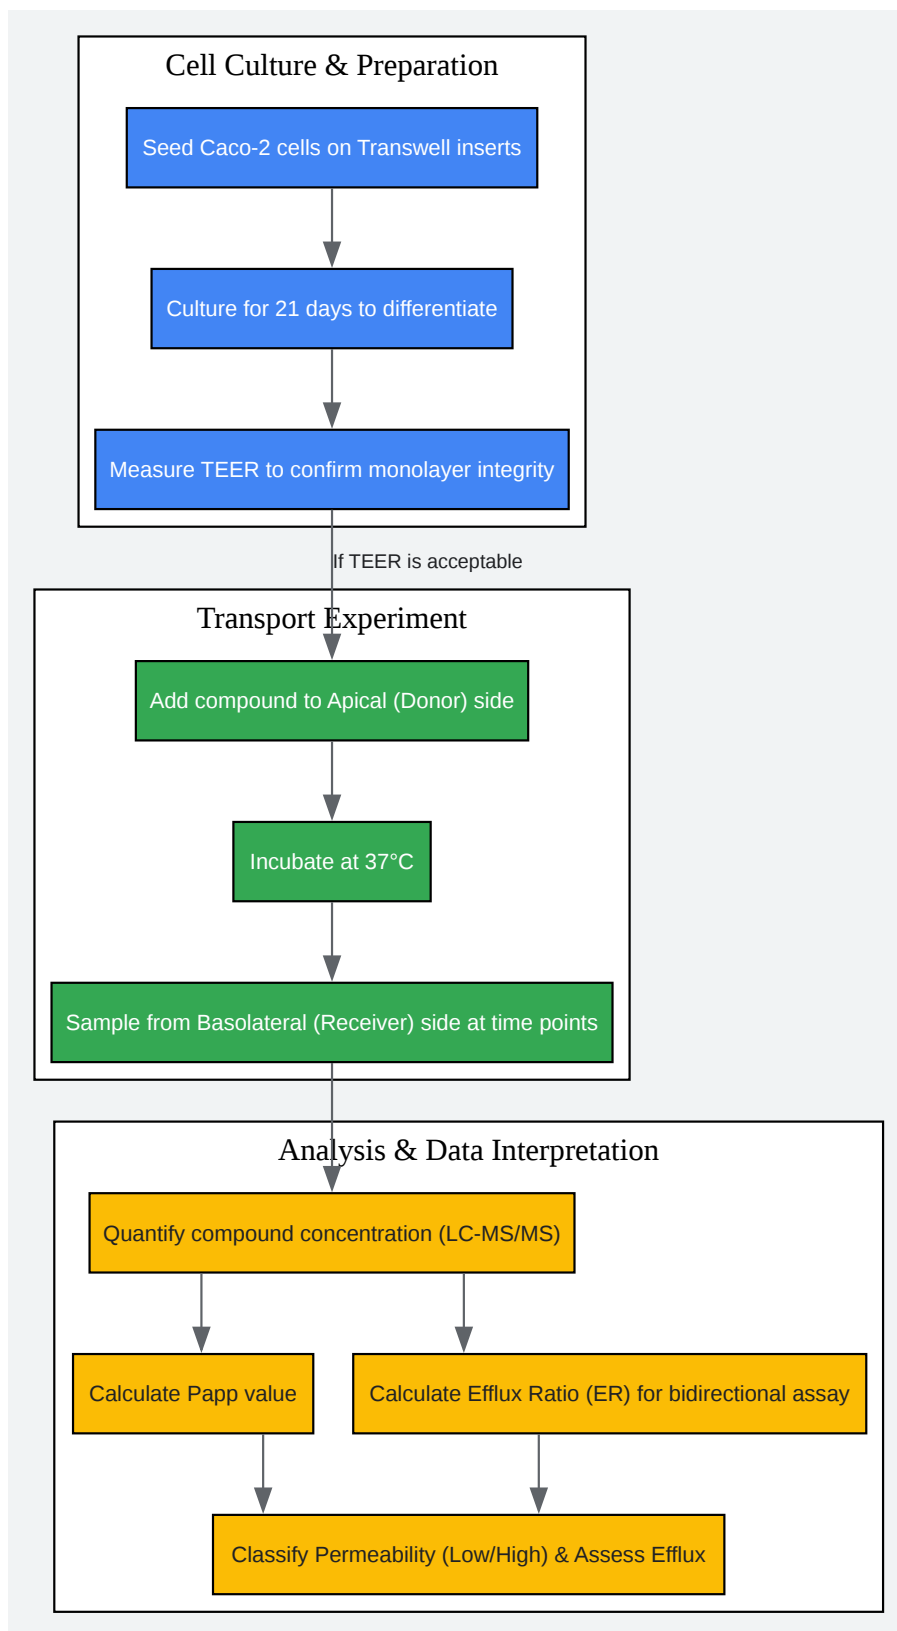 Cell Culture & Preparation
Seed Caco-2 cells on Transwell inserts
Culture for 21 days to differentiate
Measure TEER to confirm monolayer integrity
If TEER is acceptable
Transport Experiment
Add compound to Apical (Donor) side
Incubate at 37°C
Sample from Basolateral (Receiver) side at time points
Analysis & Data Interpretation
Quantify compound concentration (LC-MS/MS)
Calculate Papp value
Calculate Efflux Ratio (ER) for bidirectional assay
Classify Permeability (Low/High) & Assess Efflux